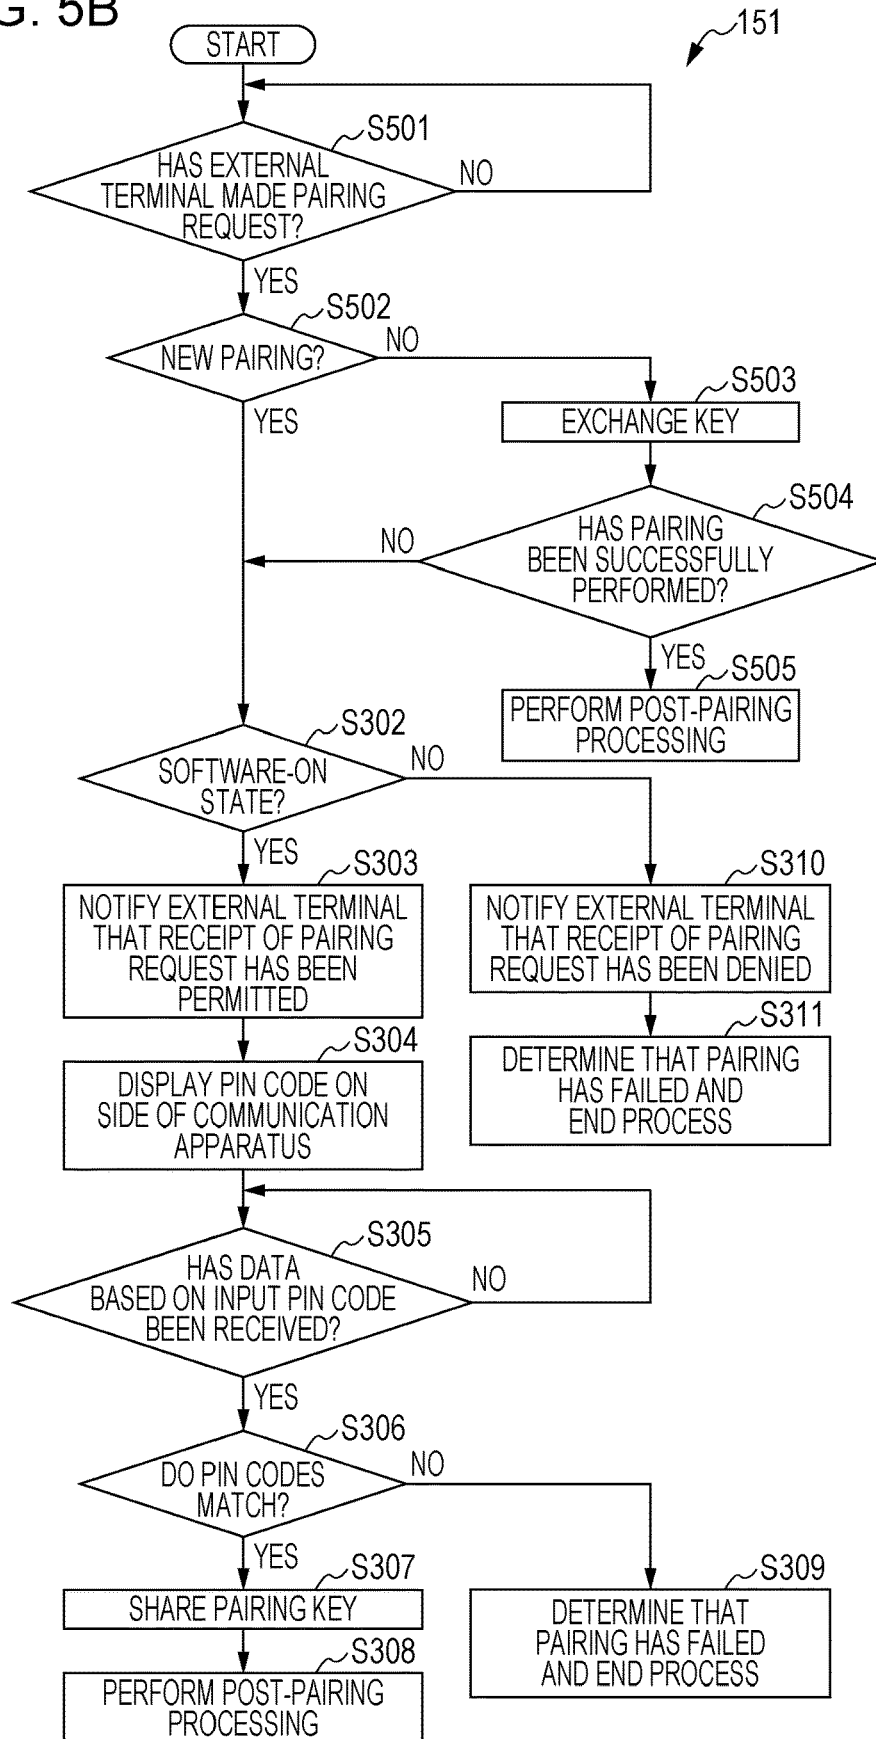 G. 5B
151
START
S501
HAS EXTERNAL
TERMINAL MADE PAIRING
REQUEST?
NO
YES
S502
NEW PAIRING?
NO
YES
S503
EXCHANGE KEY
S504
HAS PAIRING
BEEN SUCCESSFULLY
PERFORMED?
NO
YES
S505
PERFORM POST-PAIRING
PROCESSING
S302
SOFTWARE-ON
STATE?
NO
YES
S303
NOTIFY EXTERNAL TERMINAL
THAT RECEIPT OF PAIRING
REQUEST HAS BEEN
PERMITTED
S310
NOTIFY EXTERNAL TERMINAL
THAT RECEIPT OF PAIRING
REQUEST HAS BEEN DENIED
S304
DISPLAY PIN CODE ON
SIDE OF COMMUNICATION
APPARATUS
S311
DETERMINE THAT PAIRING
HAS FAILED AND
END PROCESS
S305
HAS DATA
BASED ON INPUT PIN CODE
BEEN RECEIVED?
NO
YES
S306
DO PIN CODES
MATCH?
NO
YES
S307
SHARE PAIRING KEY
S309
DETERMINE THAT
PAIRING HAS FAILED
AND END PROCESS
S308
PERFORM POST-PAIRING
PROCESSING